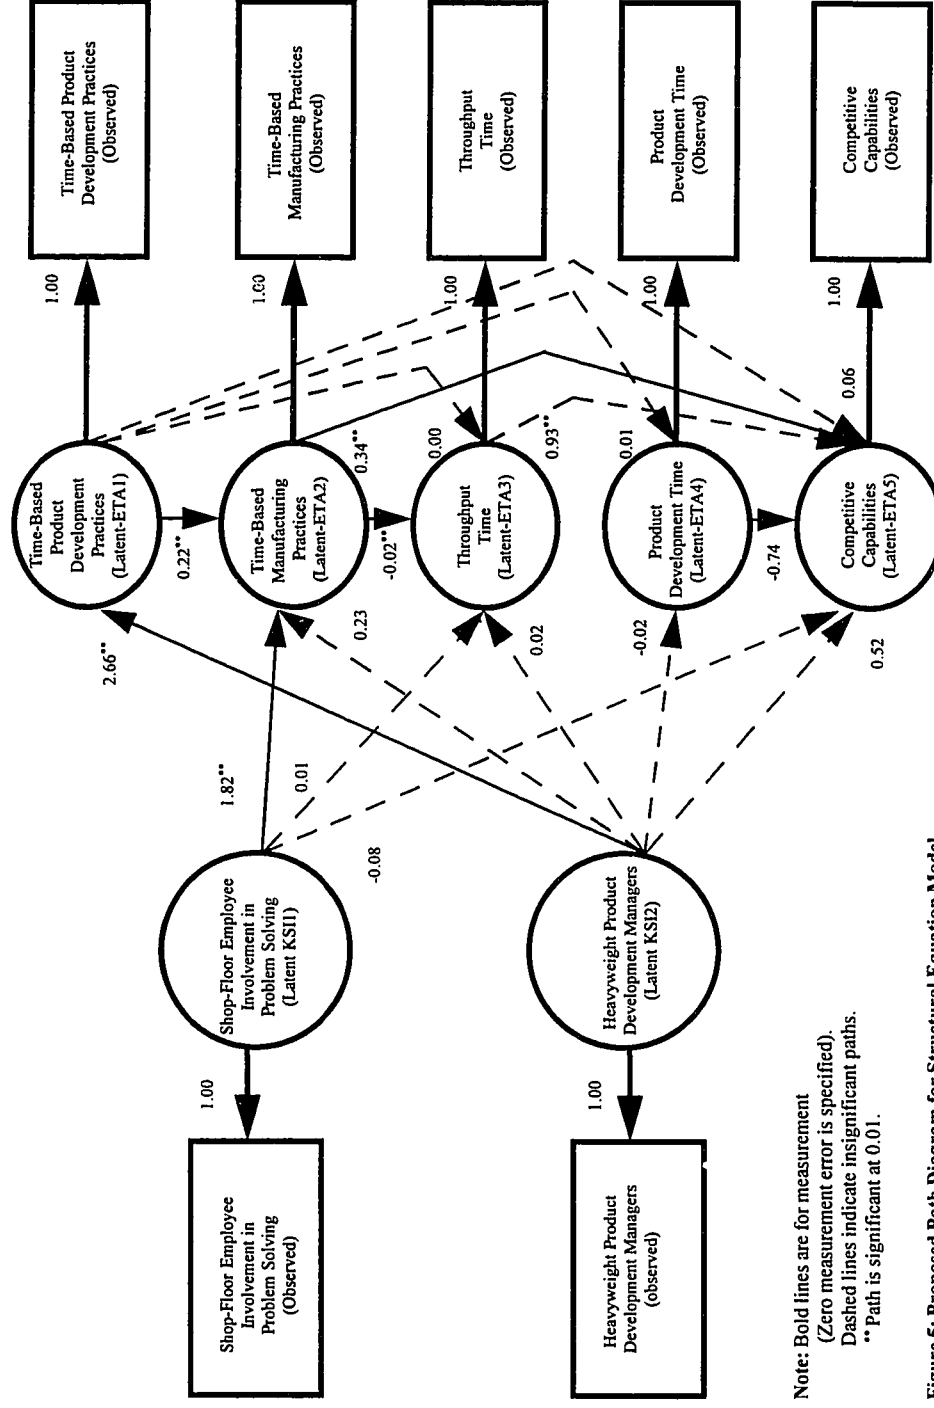 Shop-Floor Employee
Involvement in
Problem Solving
(Observed)
1.00
Shop-Floor Employee
Involvement in
Problem Solving
(Latent KSI1)
Heavyweight Product
Development Managers
(observed)
1.00
Heavyweight Product
Development Managers
(Latent KSI2)
2.66**
1.82**
0.01
-0.08
0.23
0.02
-0.02
0.52
Time-Based
Product
Development
Practices
(Latent-ETA1)
0.22**
Time-Based
Manufacturing
Practices
(Latent-ETA2)
0.34**
-0.02**
Throughput
Time
(Latent-ETA3)
0.00
0.93**
Product
Development Time
(Latent-ETA4)
0.01
-0.74
Competitive
Capabilities
(Latent-ETA5)
0.06
1.00
Time-Based Product
Development Practices
(Observed)
1.00
Time-Based
Manufacturing Practices
(Observed)
1.00
Throughput
Time
(Observed)
1.00
Product
Development Time
(Observed)
1.00
Competitive
Capabilities
(Observed)
Note: Bold lines are for measurement
(Zero measurement error is specified).
Dashed lines indicate insignificant paths.
** Path is significant at 0.01.
Figure 5: Proposed Path Diagram for Structural Equation Model